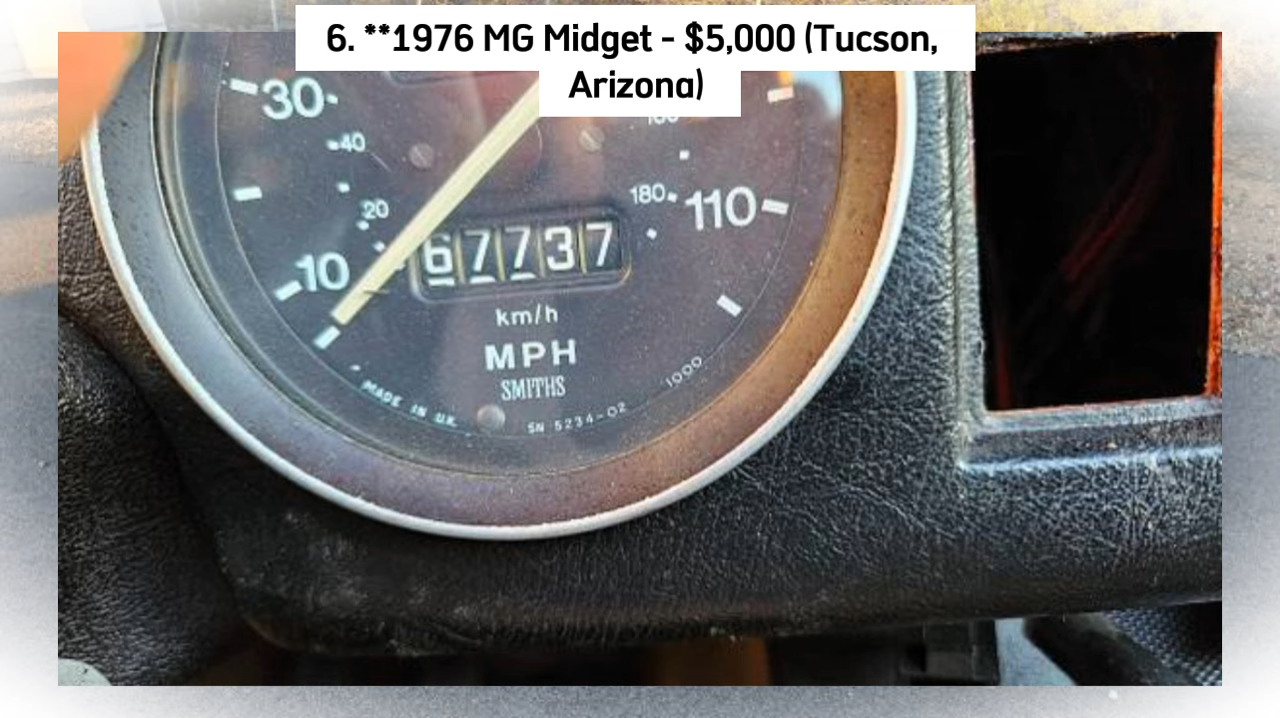 6. **1976 MG Midget - $5,000 (Tucson,
Arizona)
30
40
20
10
180
110
67737
km/h
MPH
SMITHS
MADE IN U.K.
SN 5234-02
1000